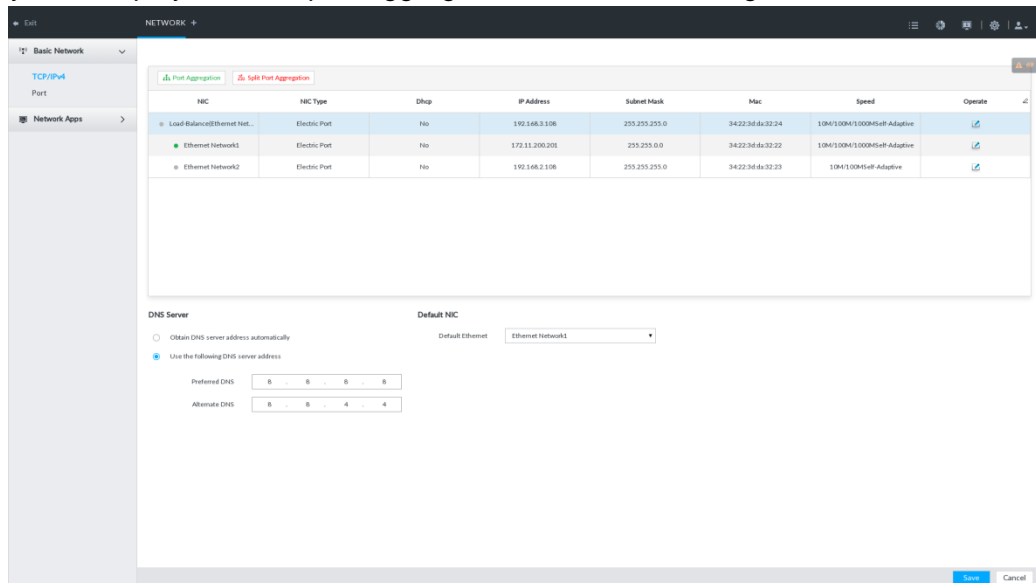 Exit NETWORK +
Basic Network
TCP/IPv4
Port
Network Apps
Port Aggregation Split Port Aggregation
NIC NIC Type Dhcp IP Address Subnet Mask Mac Speed Operate
Load-Balance(Ethernet Net... Electric Port No 192.168.3.108 255.255.255.0 34:22:3d:da:32:24 10M/100M/1000MSelf-Adaptive
Ethernet Network1 Electric Port No 172.11.200.201 255.255.0.0 34:22:3d:da:32:22 10M/100M/1000MSelf-Adaptive
Ethernet Network2 Electric Port No 192.168.2.108 255.255.255.0 34:22:3d:da:32:23 10M/100MSelf-Adaptive
DNS Server Default NIC
Obtain DNS server address automatically Default Ethernet Ethernet Network1
Use the following DNS server address
Preferred DNS 8 . 8 . 8 . 8
Alternate DNS 8 . 8 . 4 . 4
Save Cancel